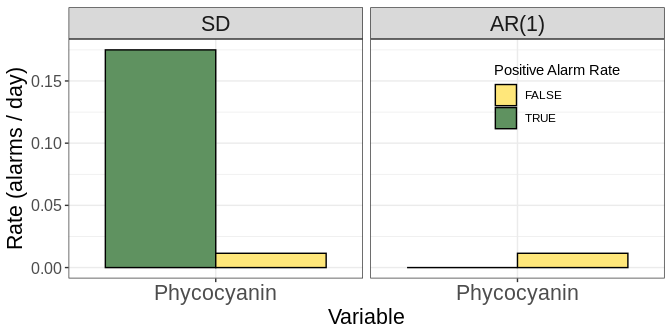 SD
AR(1)
Rate (alarms / day)
0.15
0.10
0.05
0.00
Positive Alarm Rate
FALSE
TRUE
Phycocyanin
Phycocyanin
Variable